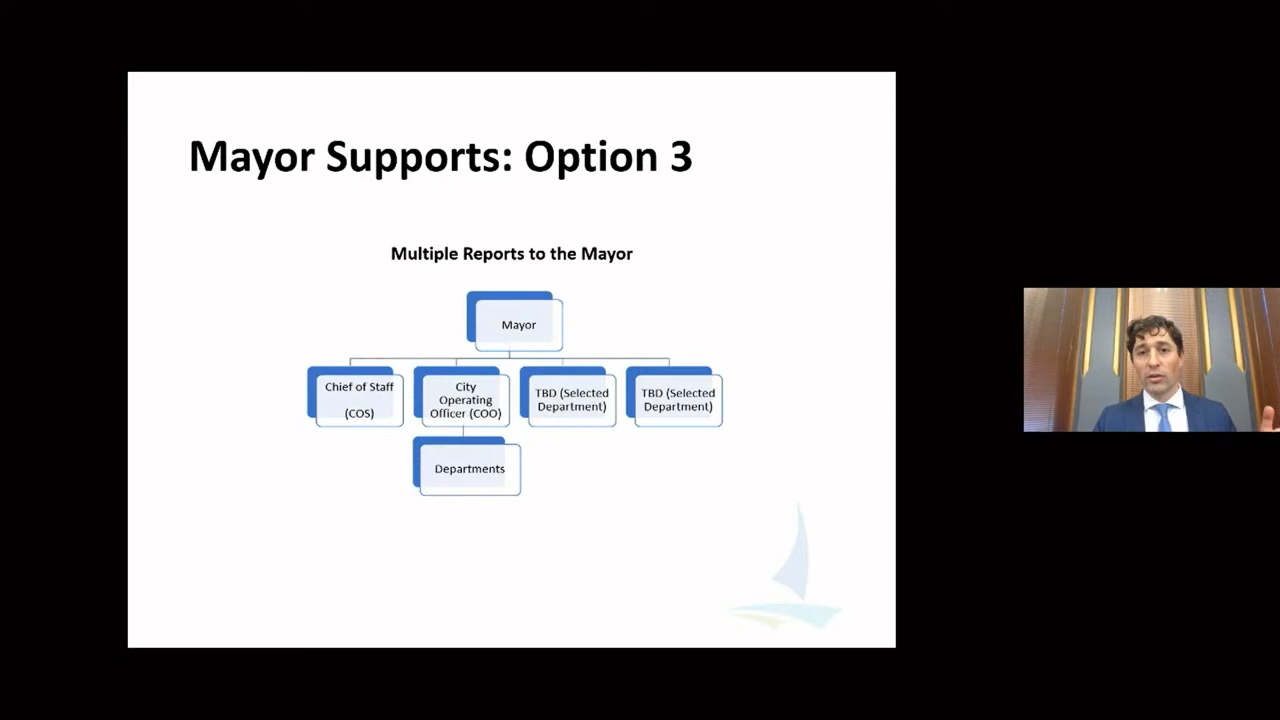 Mayor Supports: Option 3
Multiple Reports to the Mayor
Mayor
Chief of Staff
(COS)
City
Operating
Officer (COO)
TBD (Selected
Department)
TBD (Selected
Department)
Departments